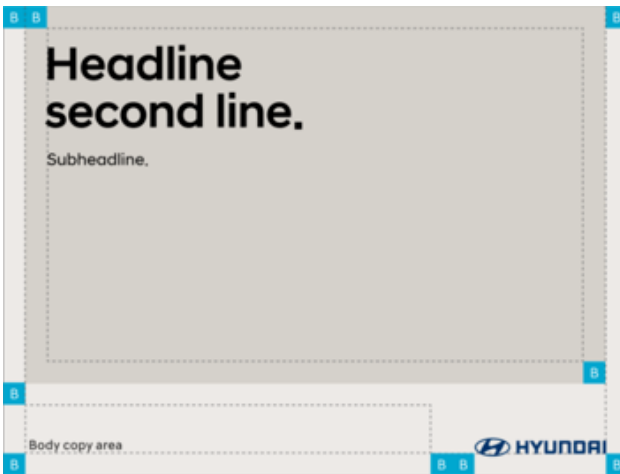 B B B
Headline
second line.
Subheadline.
B
B
Body copy area
HYUNDAI
B B B B